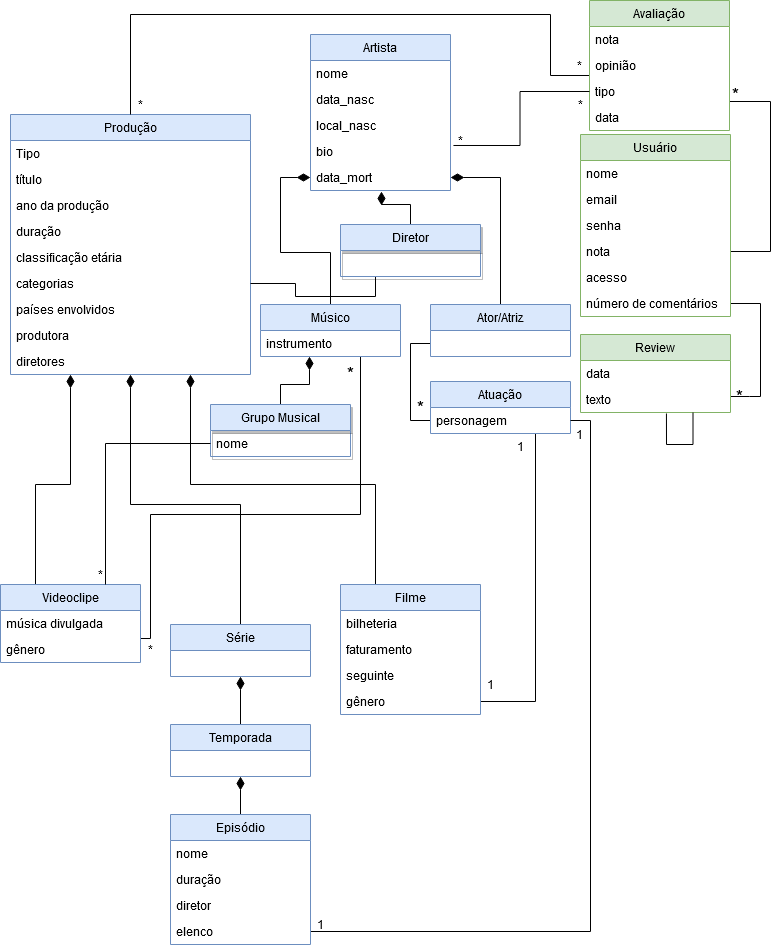 Avaliação
nota
opinião
tipo
data
*
*
*
Artista
nome
data_nasc
local_nasc
bio
data_mort
*
*
Produção
Tipo
título
ano da produção
duração
classificação etária
categorias
países envolvidos
produtora
diretores
Usuário
nome
email
senha
nota
acesso
número de comentários
Diretor
Músico
instrumento
*
Ator/Atriz
Review
data
texto
*
Atuação
personagem
*
1
1
Grupo Musical
nome
*
Videoclipe
música divulgada
gênero
*
Filme
bilheteria
faturamento
seguinte
gênero
1
Série
Temporada
Episódio
nome
duração
diretor
elenco
1